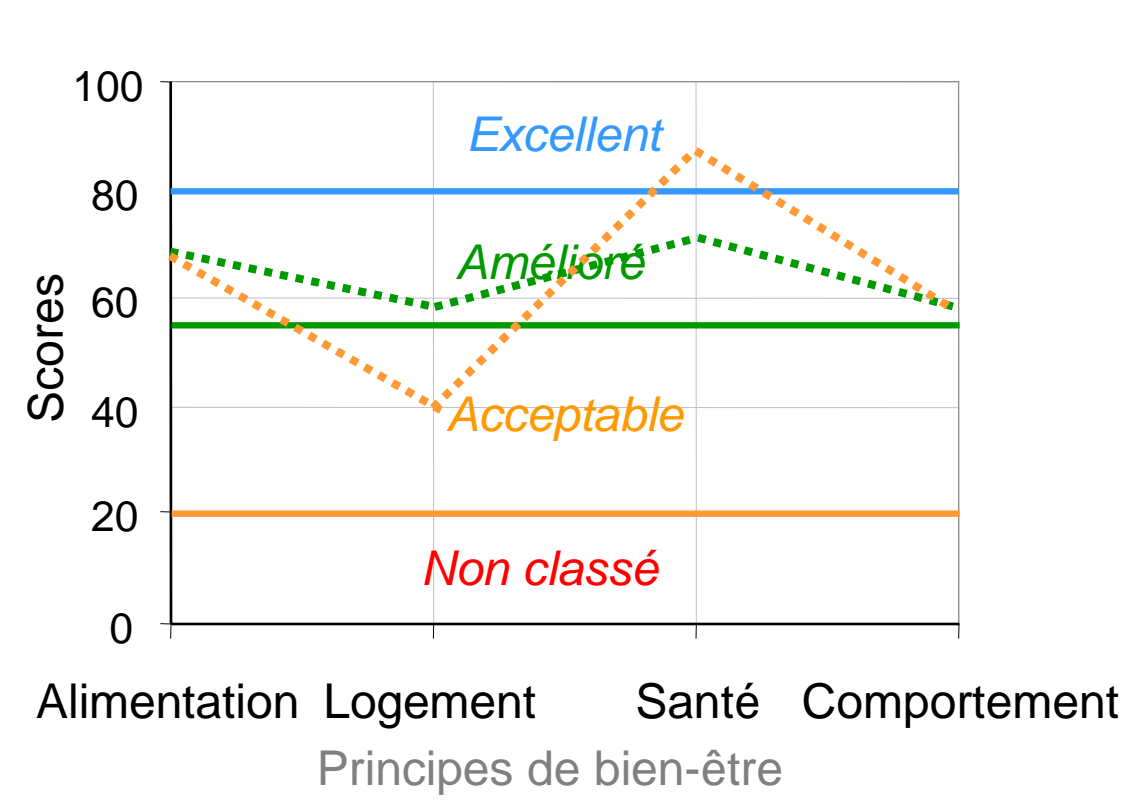 100
Excellent
80
Amélioré
60
Scores
40
Acceptable
20
Non classé
0
Alimentation Logement Santé Comportement
Principes de bien-être